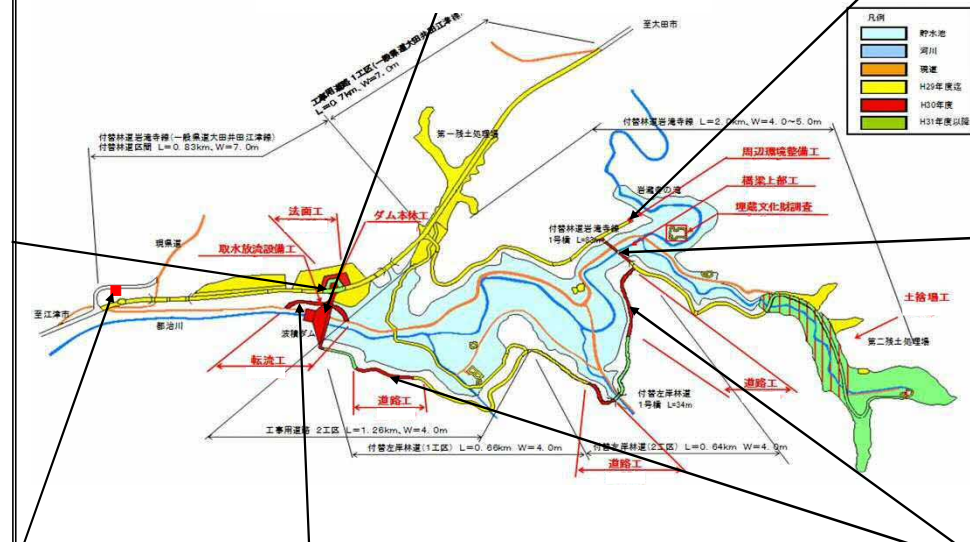 至太田市
凡例
貯水池
河川
現道
H29年度迄
H30年度
H31年度以降
工事用道路 1工区(一般県道大田井田江津線)
L=0.7km、W=7.0m
付替林道岩滝寺線(一般県道大田井田江津線)
付替林道区間 L=0.83km、W=7.0m
第一残土処理場
付替林道岩滝寺線 L=2.0km、W=4.0~5.0m
周辺環境整備工
橋梁上部工
埋蔵文化財調査
岩瀧寺の滝
付替林道岩滝寺線
1号橋 L=83m
法面工
ダム本体工
取水放流設備工
現県道
至江津市
都治川
波積ダム
転流工
道路工
土捨場工
第二残土処理場
道路工
付替左岸林道
1号橋 L=34m
工事用道路 2工区 L=1.26km、W=4.0m
付替左岸林道(1工区) L=0.66km W=4.0m
付替左岸林道(2工区) L=0.64km W=4.0m
道路工